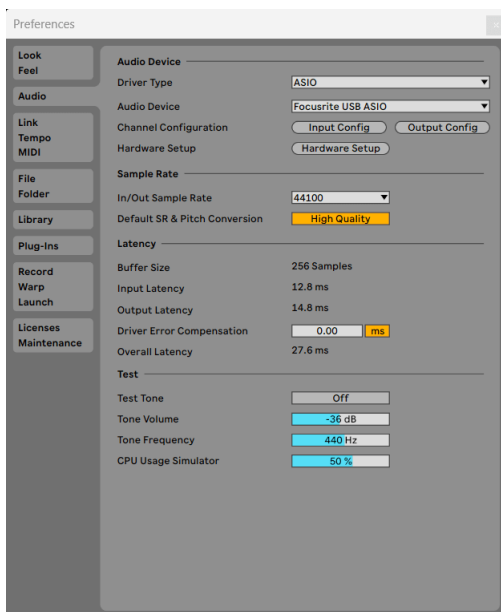 Preferences
Look
Feel
Audio
Link
Tempo
MIDI
File
Folder
Library
Plug-Ins
Record
Warp
Launch
Licenses
Maintenance
Audio Device
Driver Type ASIO
Audio Device Focusrite USB ASIO
Channel Configuration Input Config Output Config
Hardware Setup Hardware Setup
Sample Rate
In/Out Sample Rate 44100
Default SR & Pitch Conversion High Quality
Latency
Buffer Size 256 Samples
Input Latency 12.8 ms
Output Latency 14.8 ms
Driver Error Compensation 0.00 ms
Overall Latency 27.6 ms
Test
Test Tone Off
Tone Volume -36 dB
Tone Frequency 440 Hz
CPU Usage Simulator 50 %